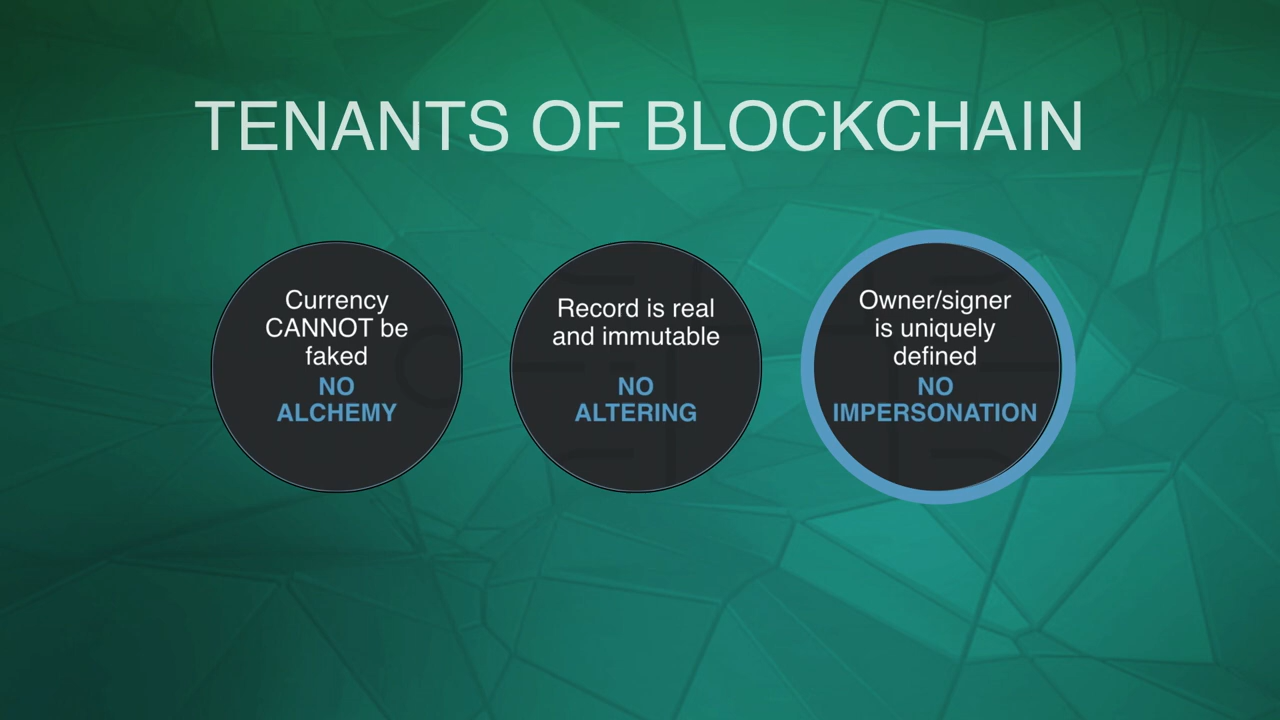 TENANTS OF BLOCKCHAIN
Currency
CANNOT be
faked
NO
ALCHEMY
Record is real
and immutable
NO
ALTERING
Owner/signer
is uniquely
defined
NO
IMPERSONATION